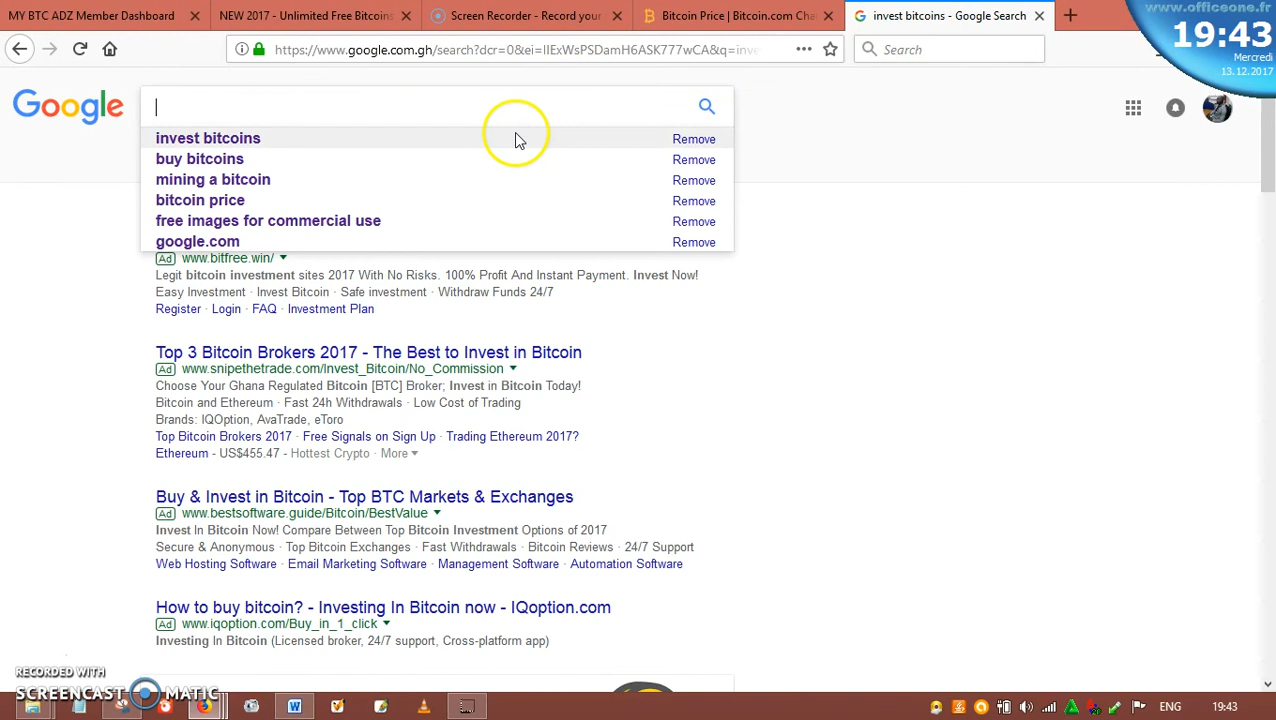 MY BTC ADZ Member Dashboard
NEW 2017 - Unlimited Free Bitcoins
Screen Recorder - Record your
Bitcoin Price | Bitcoin.com Cha
invest bitcoins - Google Search
www.officeone.fr
19:43
Mercredi
13.12.2017
https://www.google.com.gh/search?dcr=0&ei=IIExWsPSDamH6ASK777wCA&q=inve
Search
Google
invest bitcoins Remove
buy bitcoins Remove
mining a bitcoin Remove
bitcoin price Remove
free images for commercial use Remove
google.com Remove
Ad www.bitfree.win/
Legit bitcoin investment sites 2017 With No Risks. 100% Profit And Instant Payment. Invest Now!
Easy Investment · Invest Bitcoin · Safe investment · Withdraw Funds 24/7
Register · Login · FAQ · Investment Plan
Top 3 Bitcoin Brokers 2017 - The Best to Invest in Bitcoin
Ad www.snipethetrade.com/Invest_Bitcoin/No_Commission
Choose Your Ghana Regulated Bitcoin [BTC] Broker; Invest in Bitcoin Today!
Bitcoin and Ethereum · Fast 24h Withdrawals · Low Cost of Trading
Brands: IQOption, AvaTrade, eToro
Top Bitcoin Brokers 2017 · Free Signals on Sign Up · Trading Ethereum 2017?
Ethereum - US$455.47 - Hottest Crypto · More
Buy & Invest in Bitcoin - Top BTC Markets & Exchanges
Ad www.bestsoftware.guide/Bitcoin/BestValue
Invest In Bitcoin Now! Compare Between Top Bitcoin Investment Options of 2017
Secure & Anonymous · Top Bitcoin Exchanges · Fast Withdrawals · Bitcoin Reviews · 24/7 Support
Web Hosting Software · Email Marketing Software · Management Software · Automation Software
How to buy bitcoin? - Investing In Bitcoin now - IQoption.com
Ad www.iqoption.com/Buy_in_1_click
Investing In Bitcoin (Licensed broker, 24/7 support, Cross-platform app)
RECORDED WITH
SCREENCAST MATIC
ENG
19:43